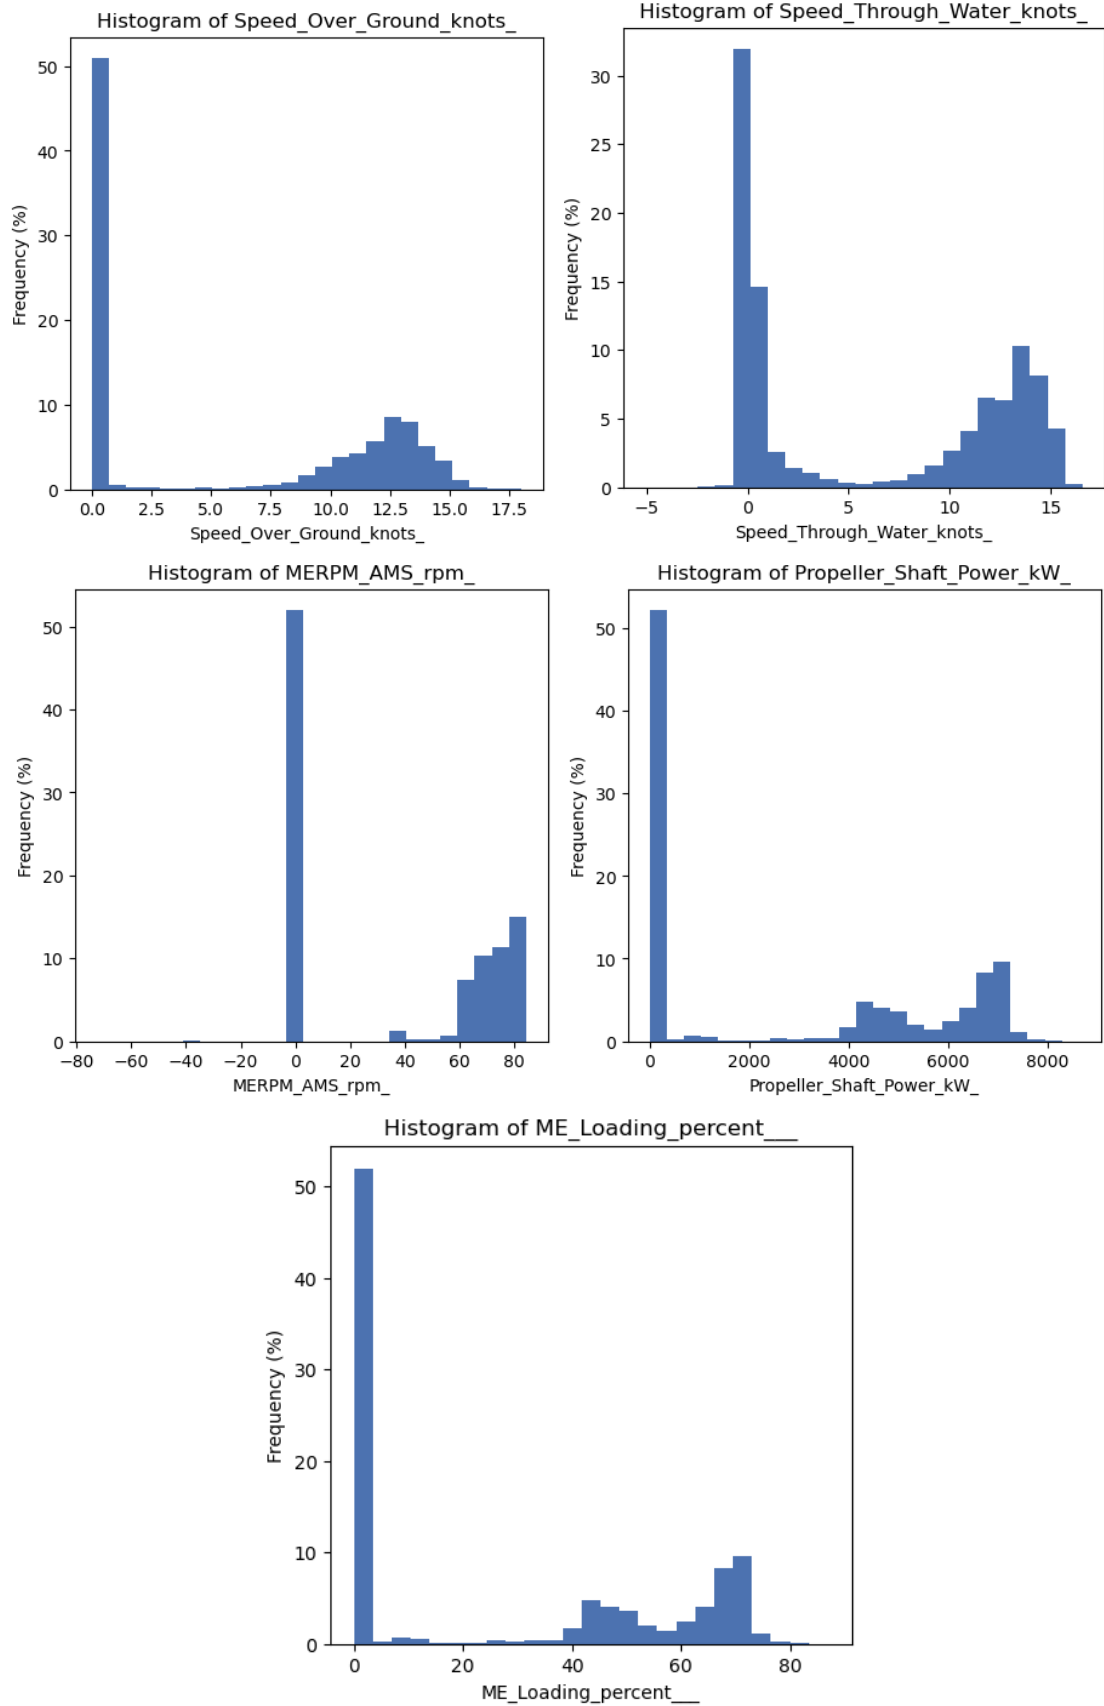 Histogram of Speed_Over_Ground_knots_
50
40
30
20
10
0
Frequency (%)
0.0 2.5 5.0 7.5 10.0 12.5 15.0 17.5
Speed_Over_Ground_knots_
Histogram of Speed_Through_Water_knots_
30
25
20
15
10
5
0
Frequency (%)
−5 0 5 10 15
Speed_Through_Water_knots_
Histogram of MERPM_AMS_rpm_
50
40
30
20
10
0
Frequency (%)
−80 −60 −40 −20 0 20 40 60 80
MERPM_AMS_rpm_
Histogram of Propeller_Shaft_Power_kW_
50
40
30
20
10
0
Frequency (%)
0 2000 4000 6000 8000
Propeller_Shaft_Power_kW_
Histogram of ME_Loading_percent___
50
40
30
20
10
0
Frequency (%)
0 20 40 60 80
ME_Loading_percent___